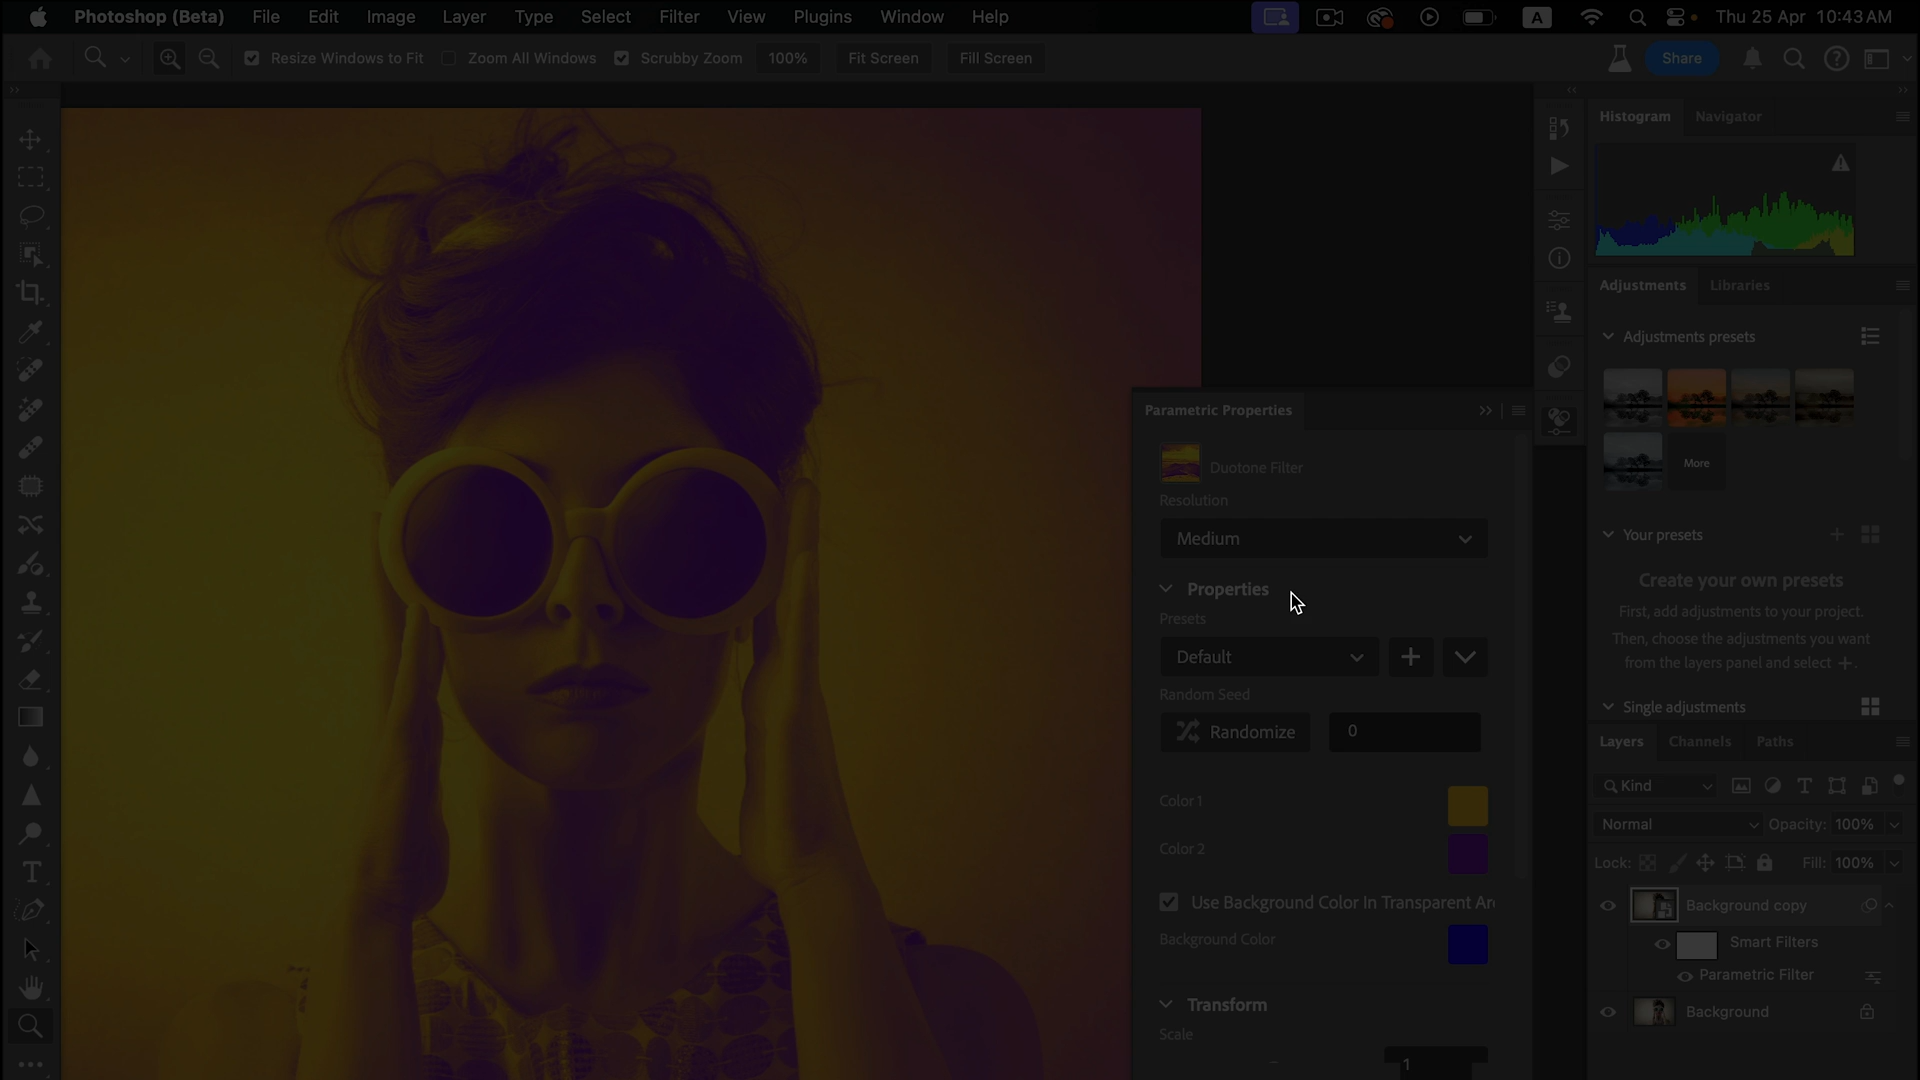 Photoshop (Beta) File Edit Image Layer Type Select Filter View Plugins Window Help A Thu 25 Apr 10:43 AM
Resize Windows to Fit Zoom All Windows Scrubby Zoom 100% Fit Screen Fill Screen Share
Histogram Navigator
Adjustments Libraries
Adjustments presets
More
Your presets
Create your own presets
First, add adjustments to your project.
Then, choose the adjustments you want
from the layers panel and select +.
Single adjustments
Layers Channels Paths
Kind
Normal Opacity: 100%
Lock: Fill: 100%
Background copy
Smart Filters
Parametric Filter
Background
Parametric Properties
Duotone Filter
Resolution
Medium
Properties
Presets
Default
Random Seed
Randomize 0
Color 1
Color 2
Use Background Color In Transparent Are
Background Color
Transform
Scale
1